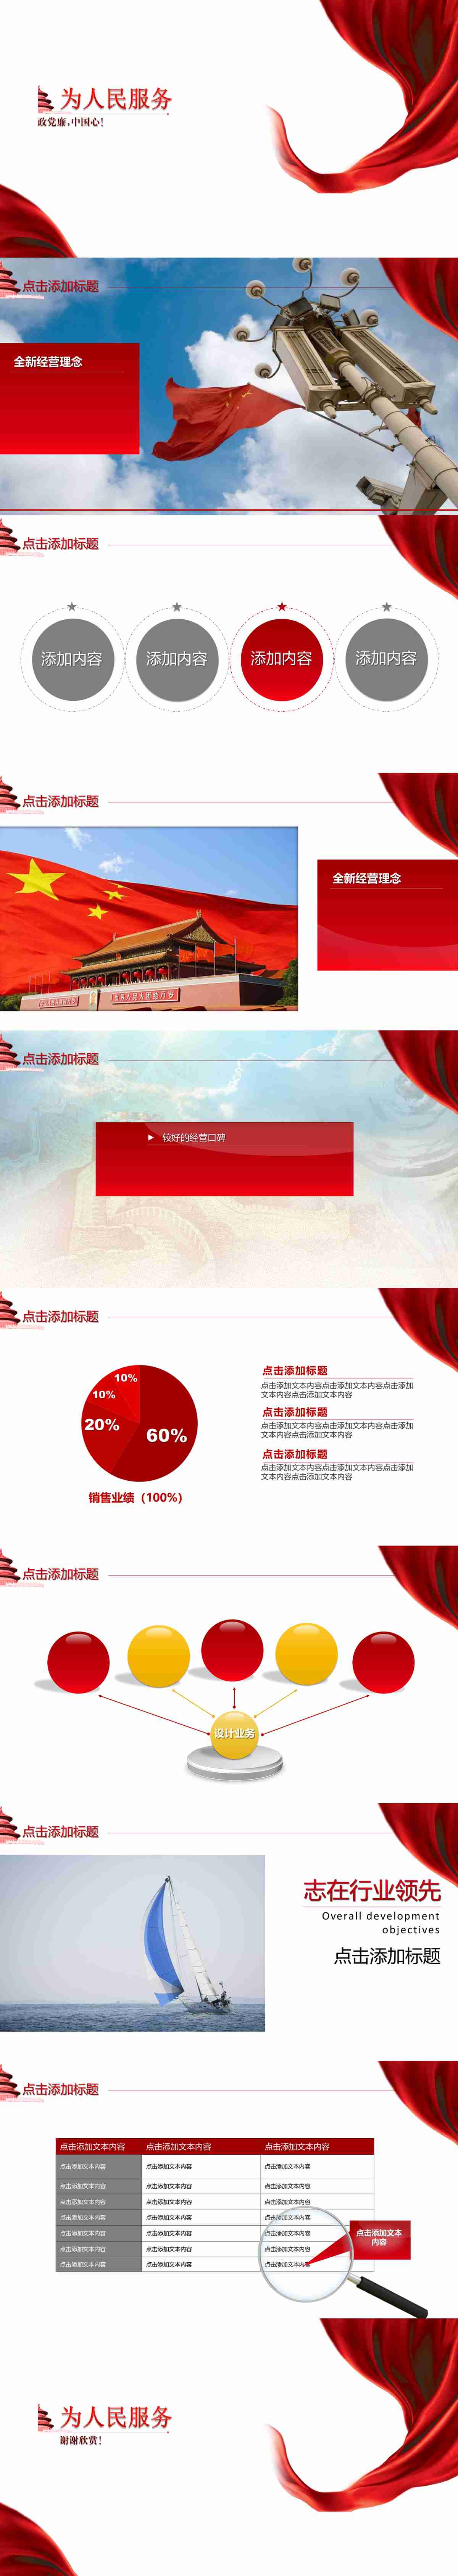 为人民服务
政党廉，中国心！
点击添加标题
全新经营理念
点击添加标题
添加内容
添加内容
添加内容
添加内容
点击添加标题
全新经营理念
点击添加标题
较好的经营口碑
点击添加标题
10%
10%
20%
60%
销售业绩（100%）
点击添加标题
点击添加文本内容点击添加文本内容点击添加
文本内容点击添加文本内容
点击添加标题
点击添加文本内容点击添加文本内容点击添加
文本内容点击添加文本内容
点击添加标题
点击添加文本内容点击添加文本内容点击添加
文本内容点击添加文本内容
点击添加标题
设计业务
点击添加标题
志在行业领先
Overall development
objectives
点击添加标题
点击添加标题
点击添加文本内容 点击添加文本内容 点击添加文本内容
点击添加文本内容 点击添加文本内容 点击添加文本内容
点击添加文本内容 点击添加文本内容 点击添加文本内容
点击添加文本内容 点击添加文本内容 点击添加文本内容
点击添加文本内容 点击添加文本内容 点击添加文本内容
点击添加文本内容 点击添加文本内容 点击添加文本内容
点击添加文本内容 点击添加文本内容 点击添加文本内容
点击添加文本内容 点击添加文本内容 点击添加文本内容
点击添加文本
内容
为人民服务
谢谢欣赏！